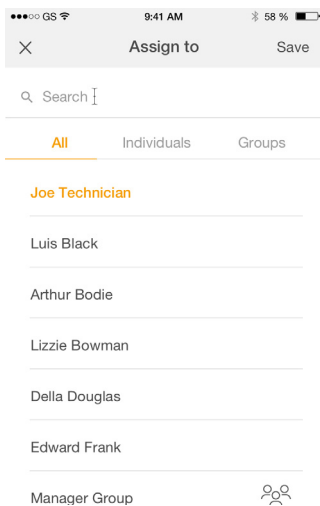 GS 9:41 AM 58 %
Assign to Save
Search
All Individuals Groups
Joe Technician
Luis Black
Arthur Bodie
Lizzie Bowman
Della Douglas
Edward Frank
Manager Group